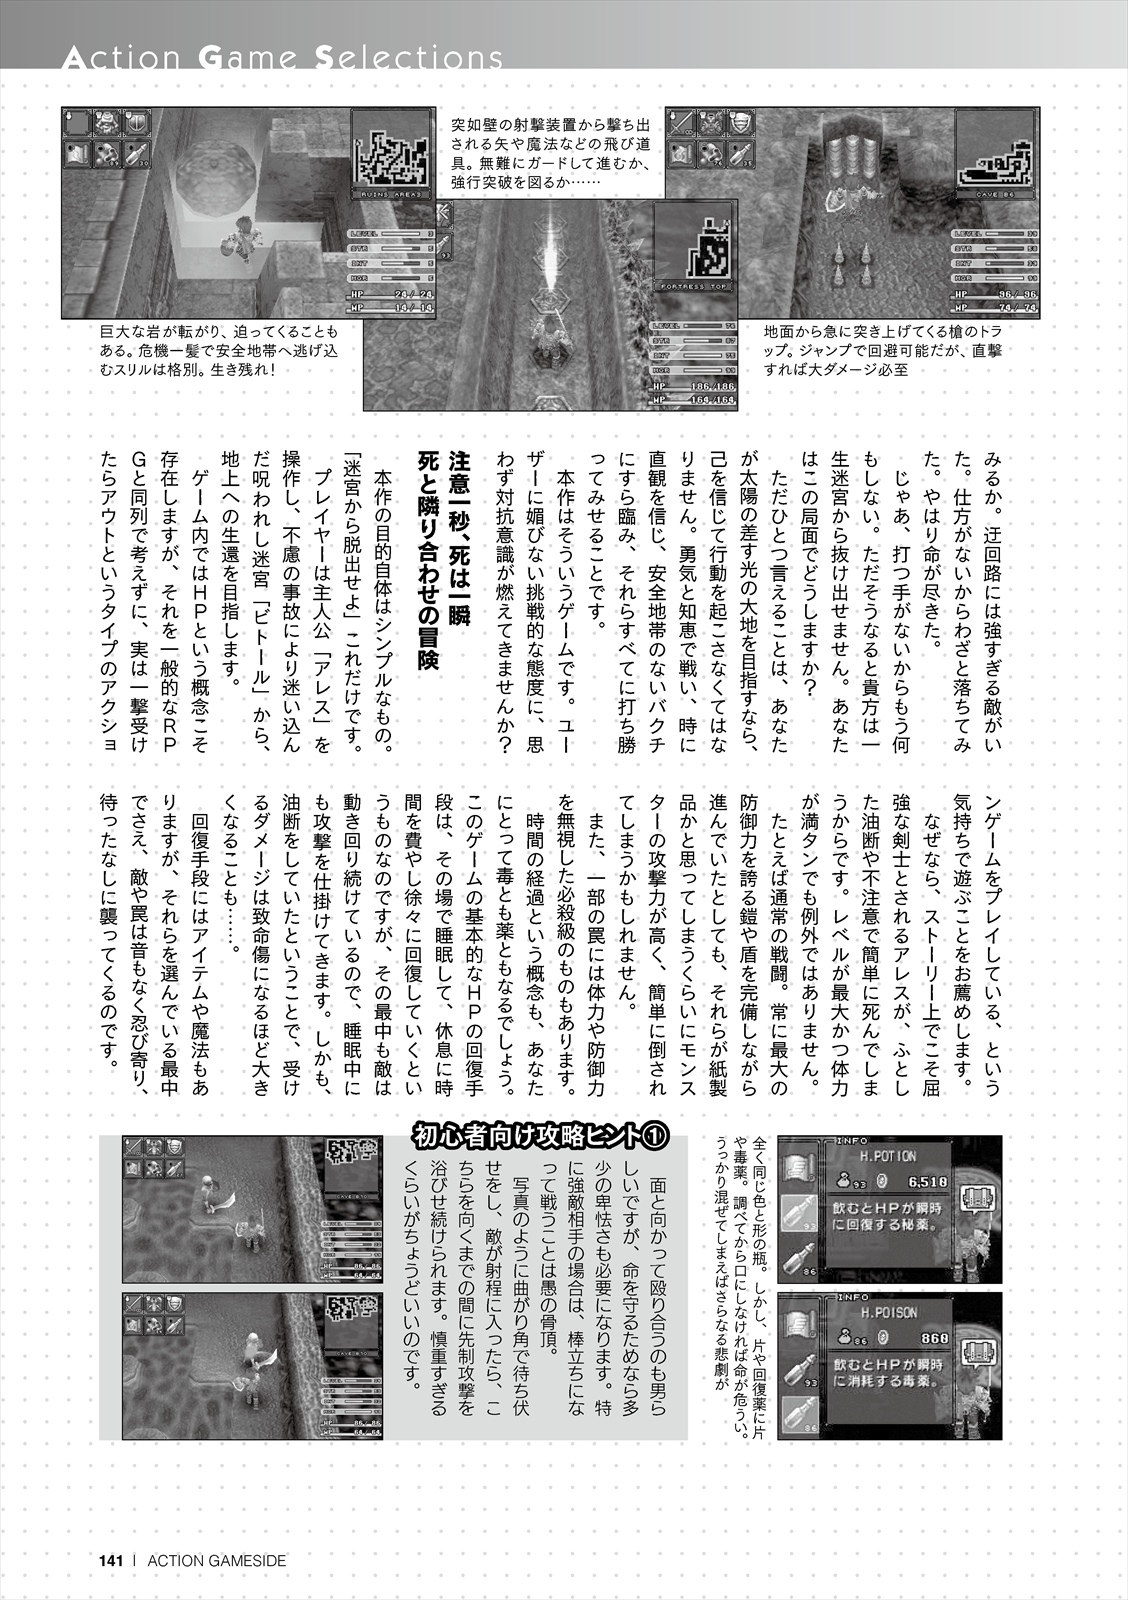 Action Game Selections
突如壁の射撃装置から撃ち出
される矢や魔法などの飛び道
具。無難にガードして進むか、
強行突破を図るか……
RUINS AREA3
LEVEL 3
STR 5
INT 5
MGR 5
HP 24/24
MP 14/14
FORTRESS TOP
LEVEL 76
STR 87
INT 75
MGR 99
HP 186/186
MP 164/164
CAVE B6
LEVEL 39
HP 96/96
MP 74/74
巨大な岩が転がり、迫ってくることも
ある。危機一髪で安全地帯へ逃げ込
むスリルは格別。生き残れ！
地面から急に突き上げてくる槍のトラ
ップ。ジャンプで回避可能だが、直撃
すれば大ダメージ必至
みるか。迂回路には強すぎる敵がい
た。仕方がないからわざと落ちてみ
た。やはり命が尽きた。
じゃあ、打つ手がないからもう何
もしない。ただそうなると貴方は一
生迷宮から抜け出せません。あなた
はこの局面でどうしますか？
ただひとつ言えることは、あなた
が太陽の差す光の大地を目指すなら、
己を信じて行動を起こさなくてはな
りません。勇気と知恵で戦い、時に
直観を信じ、安全地帯のないバクチ
にすら臨み、それらすべてに打ち勝
ってみせることです。
本作はそういうゲームです。ユー
ザーに媚びない挑戦的な態度に、思
わず対抗意識が燃えてきませんか？
注意一秒、死は一瞬
死と隣り合わせの冒険
本作の目的自体はシンプルなもの。
「迷宮から脱出せよ」これだけです。
プレイヤーは主人公「アレス」を
操作し、不慮の事故により迷い込ん
だ呪われし迷宮「ビトール」から、
地上への生還を目指します。
ゲーム内ではＨＰという概念こそ
存在しますが、それを一般的なＲＰ
Ｇと同列で考えずに、実は一撃受け
たらアウトというタイプのアクショ
ンゲームをプレイしている、という
気持ちで遊ぶことをお薦めします。
なぜなら、ストーリー上でこそ屈
強な剣士とされるアレスが、ふとし
た油断や不注意で簡単に死んでしま
うからです。レベルが最大かつ体力
が満タンでも例外ではありません。
たとえば通常の戦闘。常に最大の
防御力を誇る鎧や盾を完備しながら
進んでいたとしても、それらが紙製
品かと思ってしまうくらいにモンス
ターの攻撃力が高く、簡単に倒され
てしまうかもしれません。
また、一部の罠には体力や防御力
を無視した必殺級のものもあります。
時間の経過という概念も、あなた
にとって毒とも薬ともなるでしょう。
このゲームの基本的なＨＰの回復手
段は、その場で睡眠して、休息に時
間を費やし徐々に回復していくとい
うものなのですが、その最中も敵は
動き回り続けているので、睡眠中に
も攻撃を仕掛けてきます。しかも、
油断をしていたということで、受け
るダメージは致命傷になるほど大き
くなることも……。
回復手段にはアイテムや魔法もあ
りますが、それらを選んでいる最中
でさえ、敵や罠は音もなく忍び寄り、
待ったなしに襲ってくるのです。
INFO
H.POTION
93 6,510
飲むとＨＰが瞬時
に回復する秘薬。
93
86
INFO
H.POISON
86 860
飲むとＨＰが瞬時
に消耗する毒薬。
93
86
全く同じ色と形の瓶。しかし、片や回復薬に片
や毒薬。調べてから口にしなければ命が危うい。
うっかり混ぜてしまえばさらなる悲劇が
初心者向け攻略ヒント①
面と向かって殴り合うのも男ら
しいですが、命を守るためなら多
少の卑怯さも必要になります。特
に強敵相手の場合は、棒立ちにな
って戦うことは愚の骨頂。
写真のように曲がり角で待ち伏
せをし、敵が射程に入ったら、こ
ちらを向くまでの間に先制攻撃を
浴びせ続けられます。慎重すぎる
くらいがちょうどいいのです。
HP 86/86
MP 64/64
HP 86/86
MP 64/64
141 | ACTION GAMESIDE